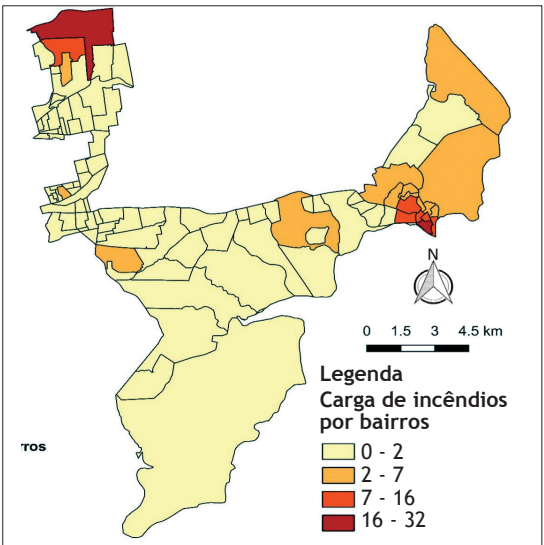 N
0 1.5 3 4.5 km
Legenda
Carga de incêndios
por bairros
0 - 2
2 - 7
7 - 16
16 - 32